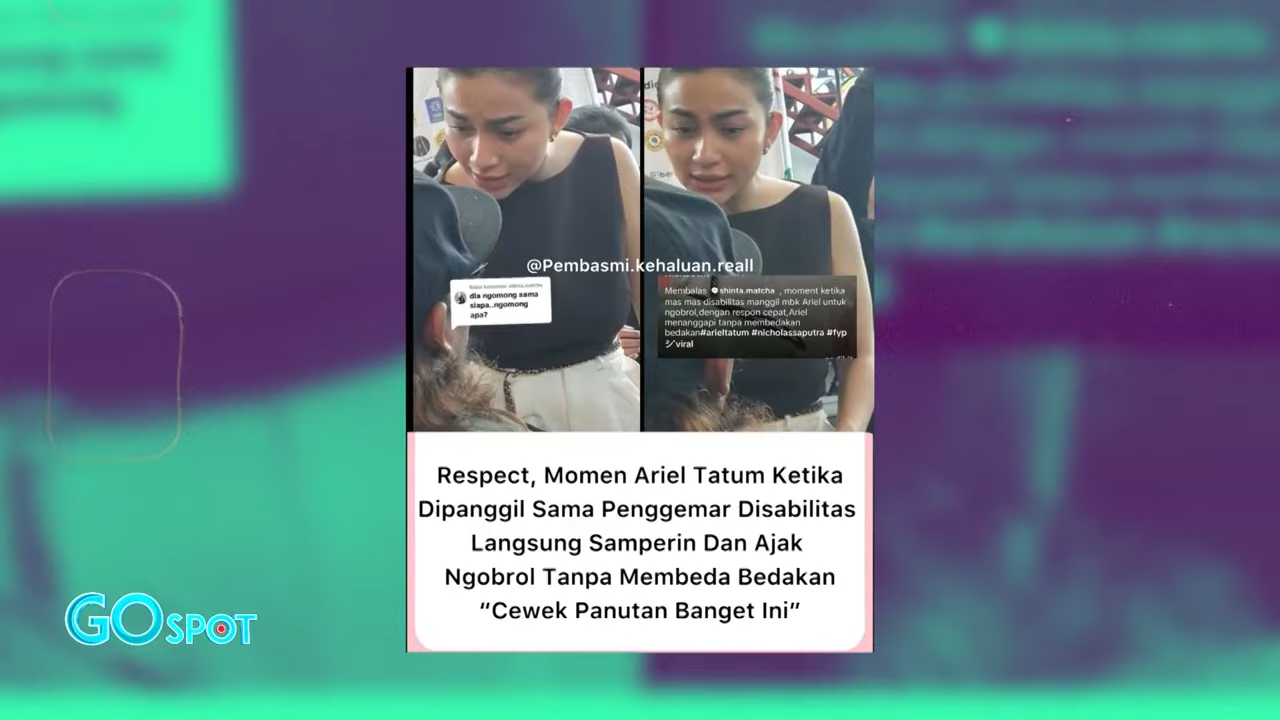 @Pembasmi.kehaluan.reall
dia ngomong sama
siapa..ngomong
apa?
Membalas shinta.matcha , moment ketika
mas mas disabilitas manggil mbk Ariel untuk
ngobrol,dengan respon cepat,Ariel
menanggapi tanpa membedakan
bedakan#arieltatum #nicholassaputra #fyp
シ゚viral
Respect, Momen Ariel Tatum Ketika
Dipanggil Sama Penggemar Disabilitas
Langsung Samperin Dan Ajak
Ngobrol Tanpa Membeda Bedakan
“Cewek Panutan Banget Ini”
GO SPOT